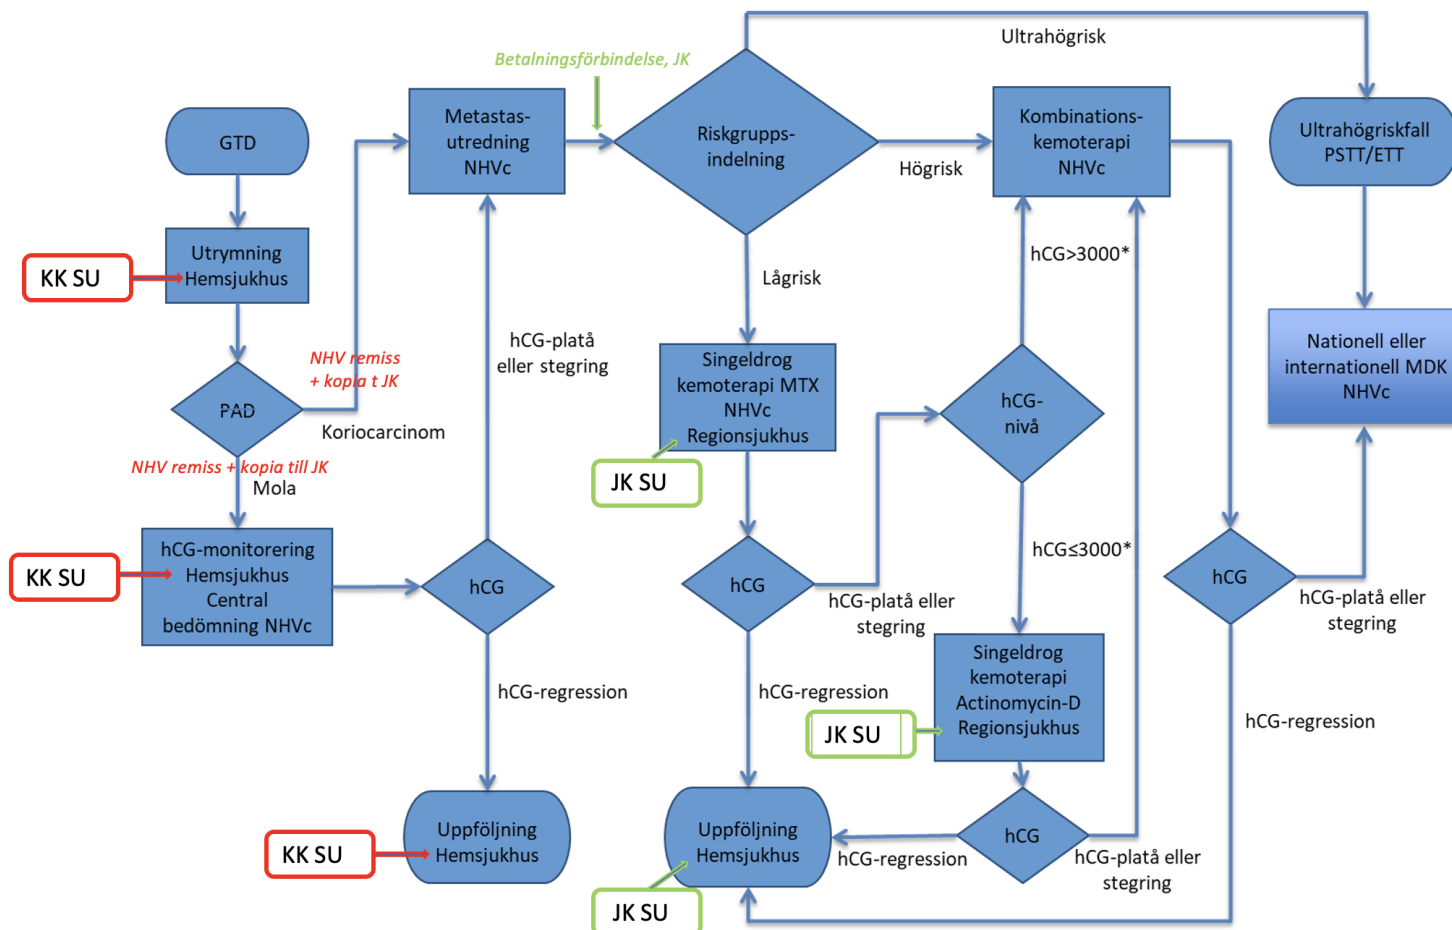 Ultrahögrisk
Betalningsförbindelse, JK
GTD
Metastas-
utredning
NHVc
Riskgrupps-
indelning
Högrisk
Kombinations-
kemoterapi
NHVc
Ultrahögriskfall
PSTT/ETT
KK SU
Utrymning
Hemsjukhus
Lågrisk
hCG>3000*
hCG-platå
eller stegring
NHV remiss
+ kopia t JK
PAD
Koriocarcinom
Singeldrog
kemoterapi MTX
NHVc
Regionsjukhus
hCG-
nivå
Nationell eller
internationell MDK
NHVc
NHV remiss + kopia till JK
Mola
JK SU
KK SU
hCG-monitorering
Hemsjukhus
Central
bedömning NHVc
hCG
hCG
hCG-platå eller
stegring
hCG≤3000*
hCG
hCG-platå eller
stegring
hCG-regression
hCG-regression
Singeldrog
kemoterapi
Actinomycin-D
Regionsjukhus
JK SU
hCG-regression
KK SU
Uppföljning
Hemsjukhus
Uppföljning
Hemsjukhus
JK SU
hCG-regression
hCG
hCG-platå eller
stegring